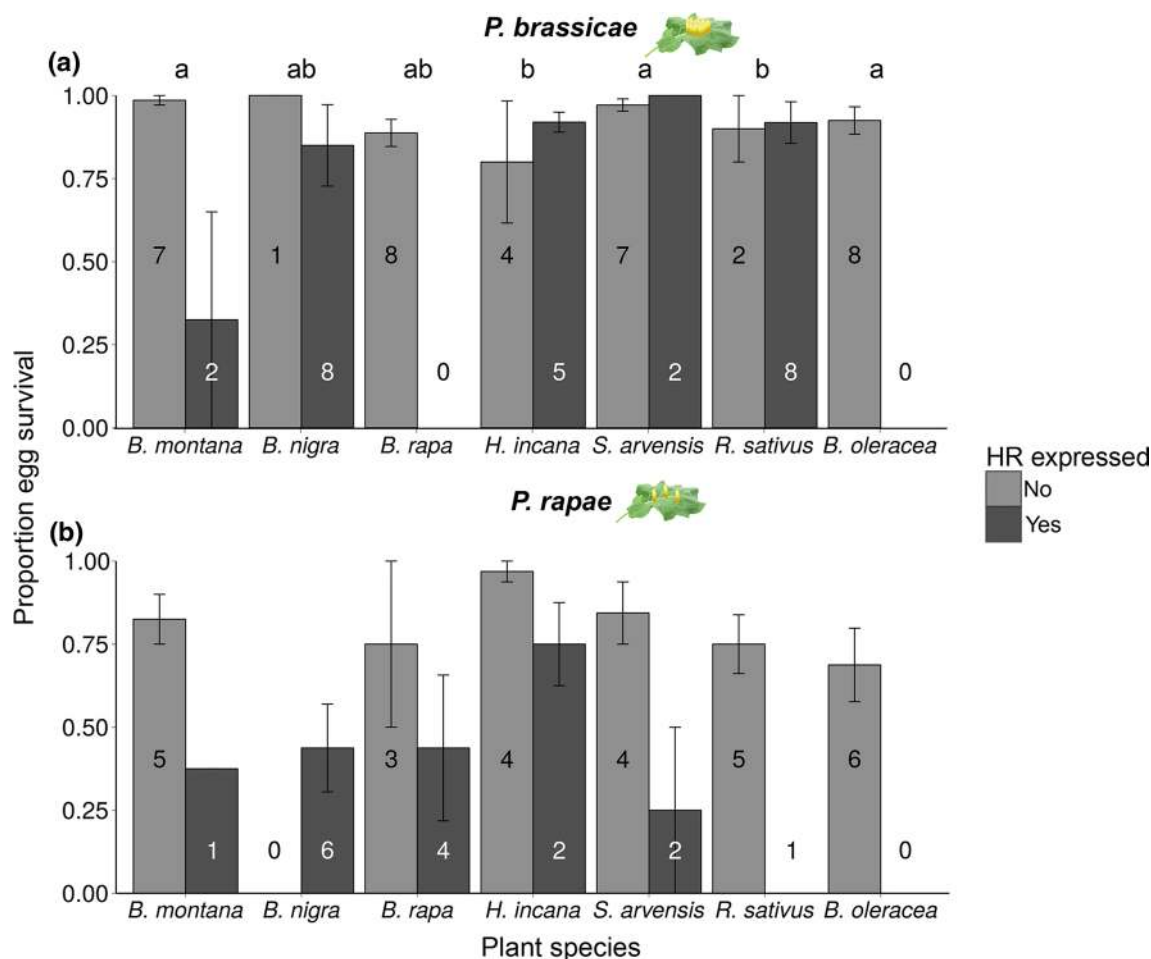 P. brassicae
(a)
a ab ab b a b a
1.00
0.75
0.50
0.25
0.00
7 2 1 8 8 0 4 5 7 2 2 8 8 0
B. montana B. nigra B. rapa H. incana S. arvensis R. sativus B. oleracea
Proportion egg survival
HR expressed
No
Yes
P. rapae
(b)
1.00
0.75
0.50
0.25
0.00
5 1 0 6 3 4 4 2 4 2 5 1 6 0
B. montana B. nigra B. rapa H. incana S. arvensis R. sativus B. oleracea
Plant species